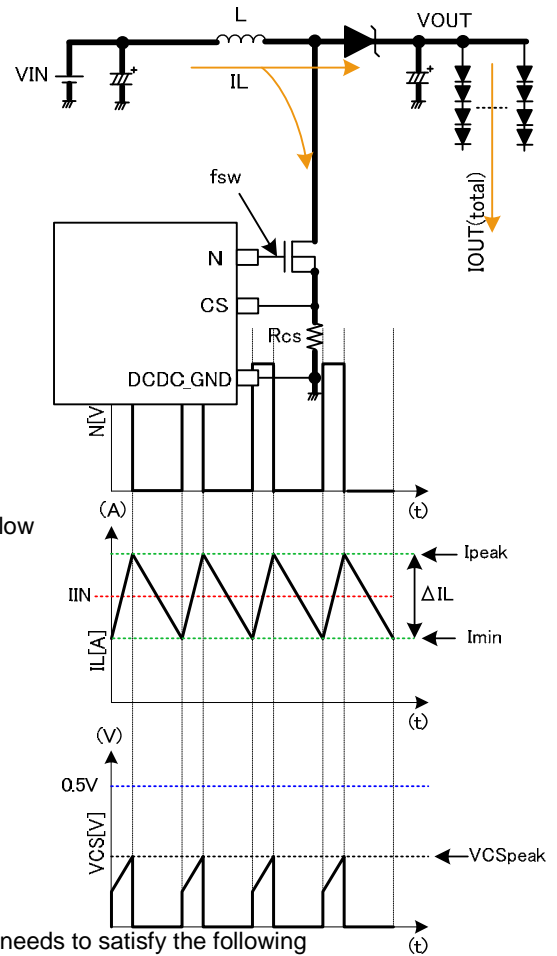 L
VOUT
VIN
IL
fsw
IOUT(total)
N
CS
Rcs
DCDC_GND
N[V
(t)
(A)
low
Ipeak
IIN
ΔIL
Imin
IL[A]
(t)
(V)
0.5V
VCS[V]
VCSpeak
needs to satisfy the following
(t)